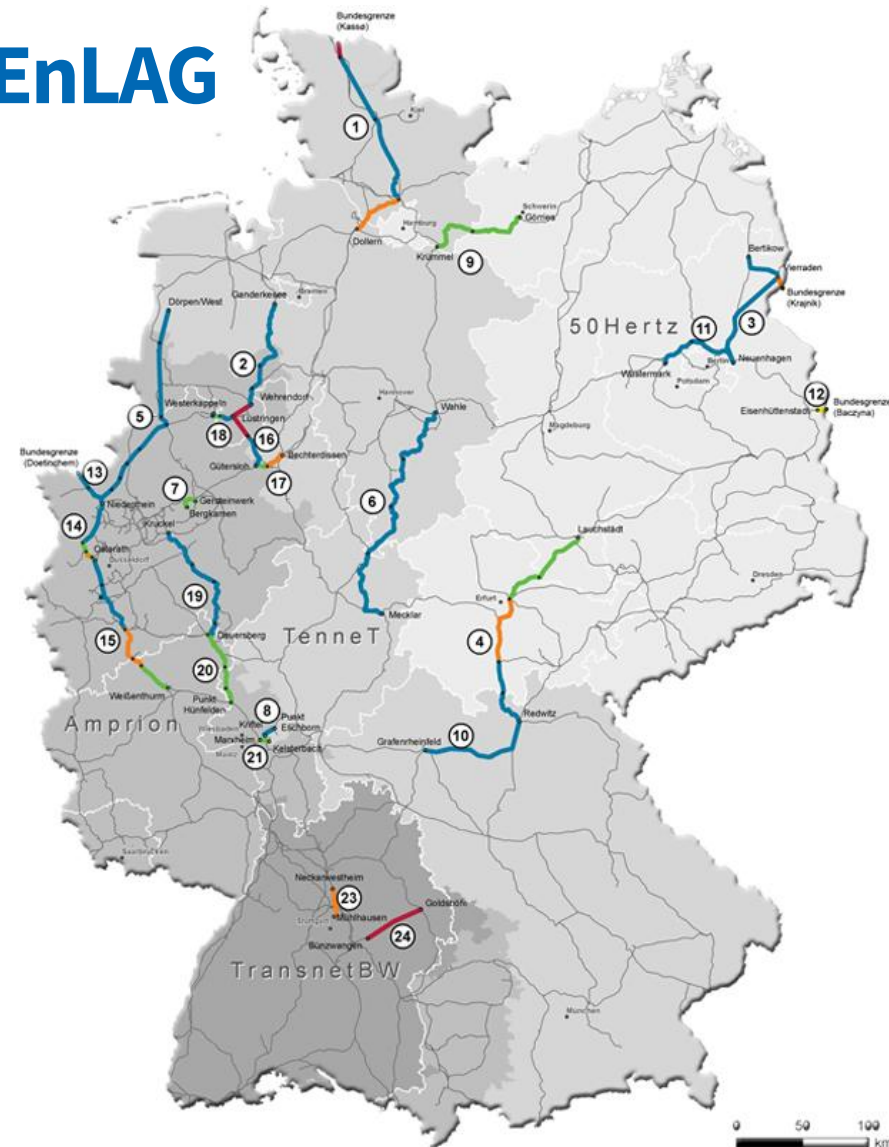 EnLAG
Bundesgrenze
(Kassø)
1
Kiel
Schwerin
Görries
Hamburg
Dollern
Krümmel
9
Bertikow
Vierraden
Bundesgrenze
(Krajnik)
Dörpen/West
Ganderkesee
Bremen
50Hertz
11
3
Wustermark
Berlin
Neuenhagen
Potsdam
2
12
Bundesgrenze
(Baczyna)
Eisenhüttenstadt
Hannover
Westerkappeln
Wehrendorf
Wahle
5
18
Lüstringen
16
Magdeburg
Bundesgrenze
(Doetinchem)
13
Gütersloh
Bechterdissen
17
7
Gersteinwerk
Bergkamen
Niederrhein
Kruckel
6
14
Osterath
Düsseldorf
Lauchstädt
Dresden
19
Erfurt
Mecklar
Dauersberg
TenneT
4
15
20
Weißenthurm
Punkt
Hünfelden
Redwitz
Amprion
8
Punkt
Eschborn
Wiesbaden
Kriftel
Marxheim
Kelsterbach
Mainz
21
Grafenrheinfeld
10
Saarbrücken
Neckarwestheim
23
Goldshöfe
Stuttgart
Mühlhausen
24
Bünzwangen
TransnetBW
München
0 50 100
km